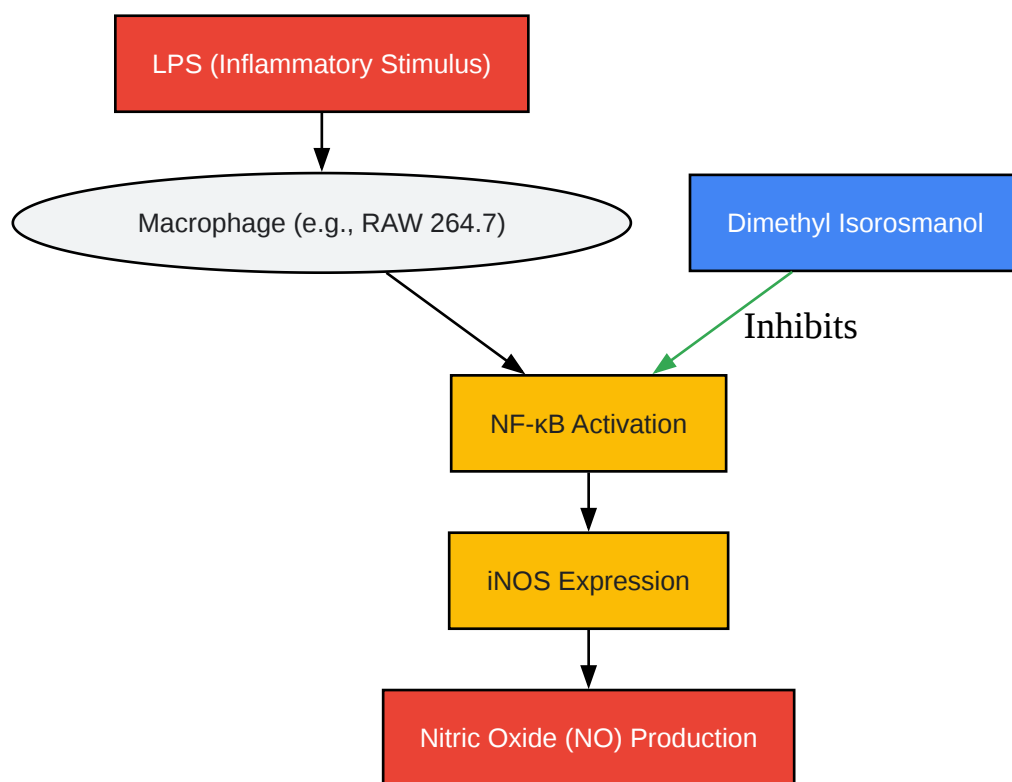 LPS (Inflammatory Stimulus)
Macrophage (e.g., RAW 264.7)
Dimethyl Isorosmanol
Inhibits
NF-κB Activation
iNOS Expression
Nitric Oxide (NO) Production